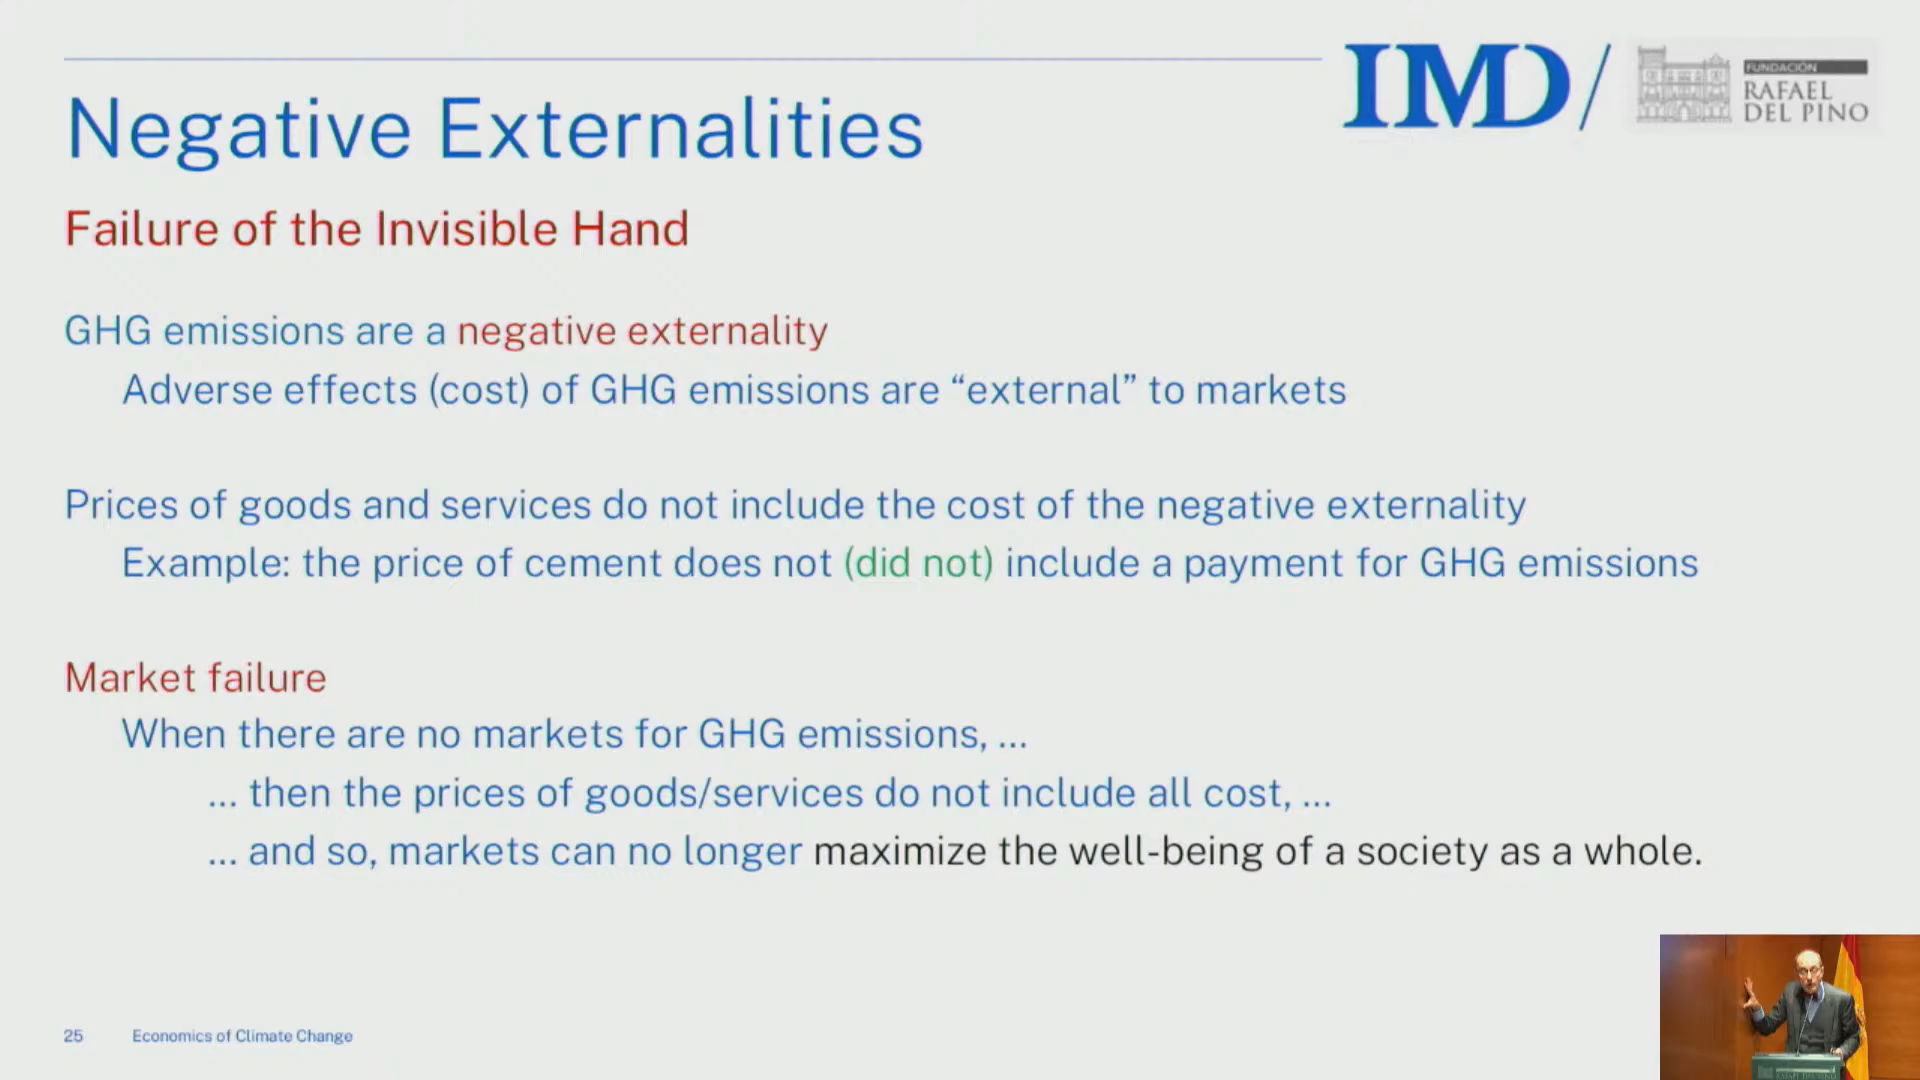 IMD
FUNDACIÓN
RAFAEL
DEL PINO
Negative Externalities
Failure of the Invisible Hand
GHG emissions are a negative externality
Adverse effects (cost) of GHG emissions are “external” to markets
Prices of goods and services do not include the cost of the negative externality
Example: the price of cement does not (did not) include a payment for GHG emissions
Market failure
When there are no markets for GHG emissions, ...
... then the prices of goods/services do not include all cost, ...
... and so, markets can no longer maximize the well-being of a society as a whole.
25 Economics of Climate Change